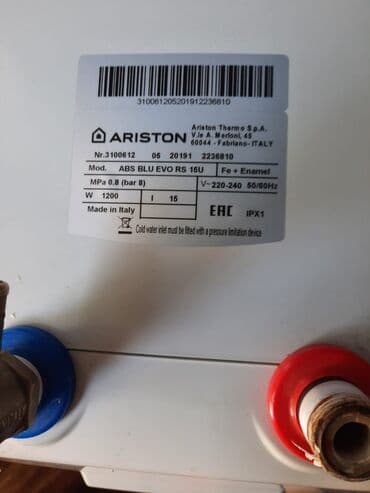 310061205201912236810
ARISTON
Ariston Thermo S.p.A.
V.le A. Merloni, 45
60044 - Fabriano- ITALY
Nr.3100612 05 20191 2236810
Mod. ABS BLU EVO RS 15U Fe + Enamel
MPa 0.8 (bar 8) V~220-240 50/60Hz
W 1200 l 15
Made in Italy EAC IPX1
Cold water inlet must be fitted with a pressure limitation device